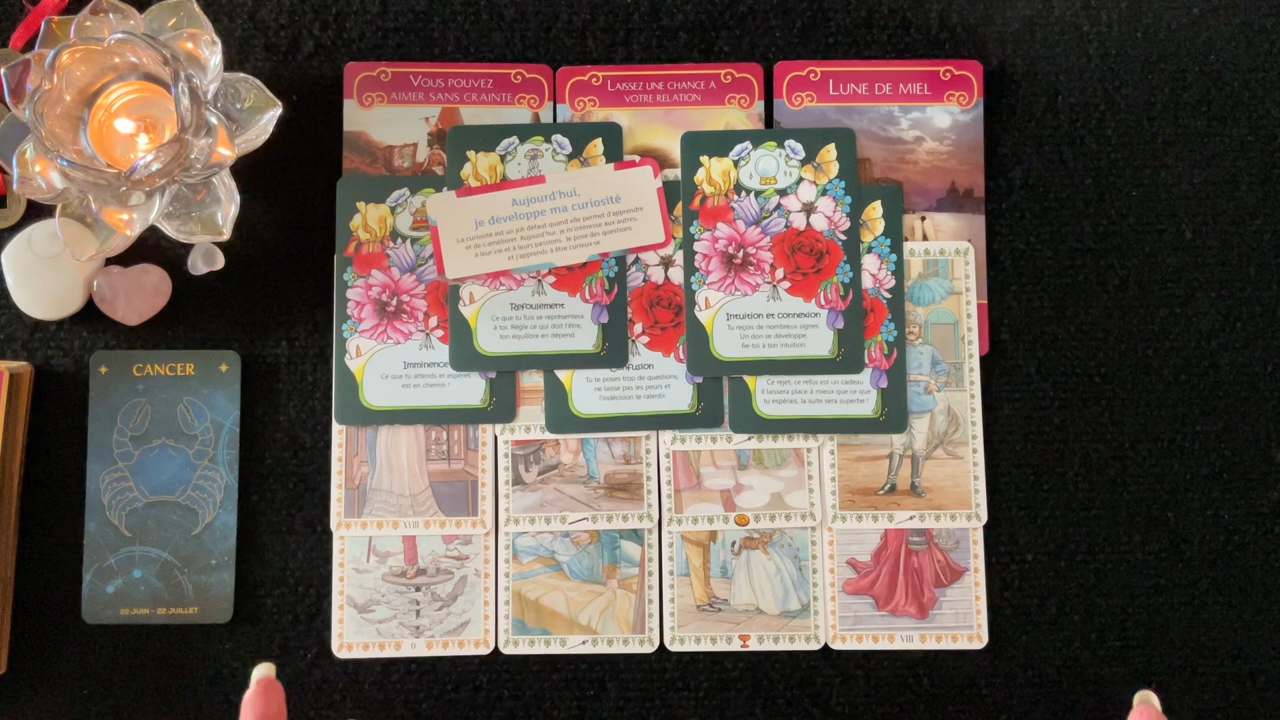 Vous pouvez
aimer sans crainte
Laissez une chance à
votre relation
Lune de miel
Aujourd'hui,
je développe ma curiosité
La curiosité est un joli défaut quand elle permet d'apprendre
et de s'améliorer. Aujourd'hui, je m'intéresse aux autres,
à leur vie et à leurs passions. Je pose des questions
et j'apprends à être curieux·se
Refoulement
Ce que tu fuis se représentera
à toi. Règle ce qui doit l'être,
ton équilibre en dépend.
Intuition et connexion
Tu reçois de nombreux signes.
Un don se développe,
fie-toi à ton intuition.
Imminence
Ce que tu attends et espères
est en chemin !
Confusion
Tu te poses trop de questions,
ne laisse pas les peurs et
l'indécision te ralentir.
Ce rejet, ce refus est un cadeau
Il laissera place à mieux que ce que
tu espérais, la suite sera superbe !
CANCER
22 JUIN - 22 JUILLET
XVIII
0
VIII